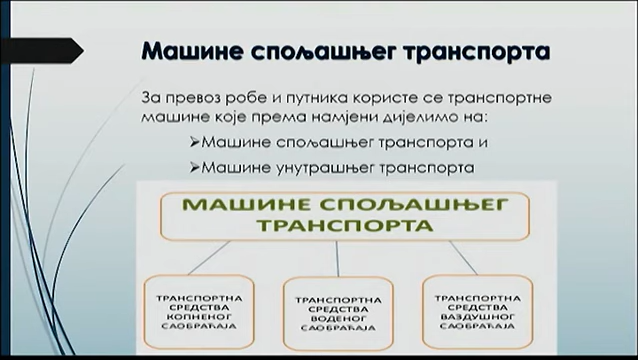 Машине спољашњег транспорта
За превоз робе и путника користе се транспортне
машине које према намјени дијелимо на:
➢Машине спољашњег транспорта и
➢Машине унутрашњег транспорта
МАШИНЕ СПОЉАШЊЕГ
ТРАНСПОРТА
ТРАНСПОРТНА
СРЕДСТВА
КОПНЕНОГ
САОБРАЋАЈА
ТРАНСПОРТНА
СРЕДСТВА
ВОДЕНОГ
САОБРАЋАЈА
ТРАНСПОРТНА
СРЕДСТВА
ВАЗДУШНОГ
САОБРАЋАЈА